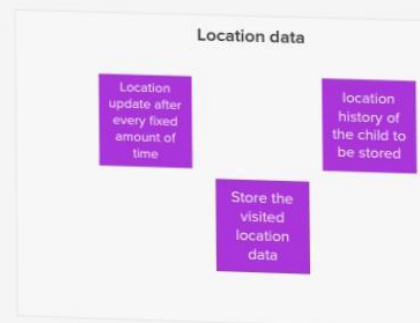 Location data
Location
update after
every fixed
amount of
time
location
history of
the child to
be stored
Store the
visited
location
data